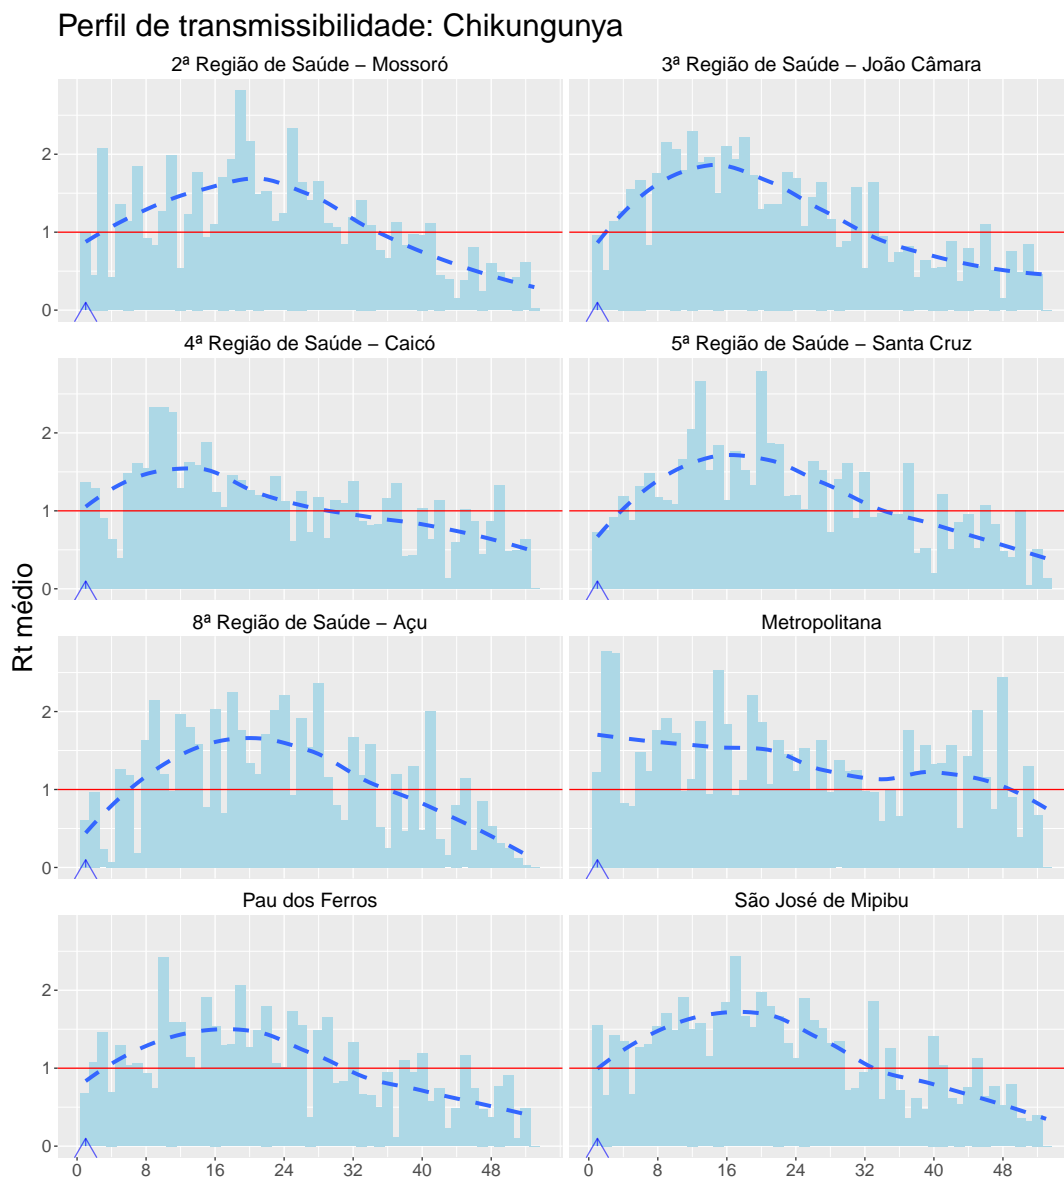 Perfil de transmissibilidade: Chikungunya
2ª Região de Saúde – Mossoró
3ª Região de Saúde – João Câmara
2
1
0
4ª Região de Saúde – Caicó
5ª Região de Saúde – Santa Cruz
2
1
0
Rt médio
8ª Região de Saúde – Açu
Metropolitana
2
1
0
Pau dos Ferros
São José de Mipibu
2
1
0
0 8 16 24 32 40 48
0 8 16 24 32 40 48